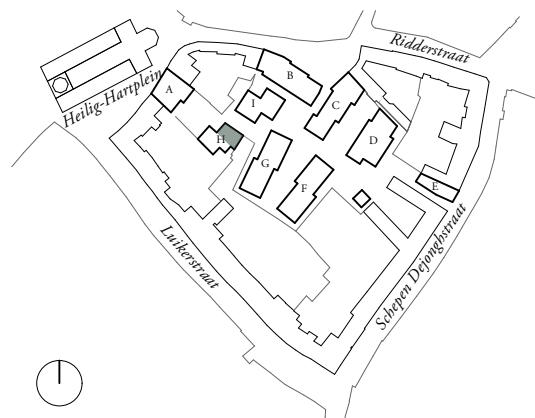 Ridderstraat
Heilig-Hartplein
A
B
I
C
H
D
G
F
E
Luikerstraat
Schepen Dejonghstraat